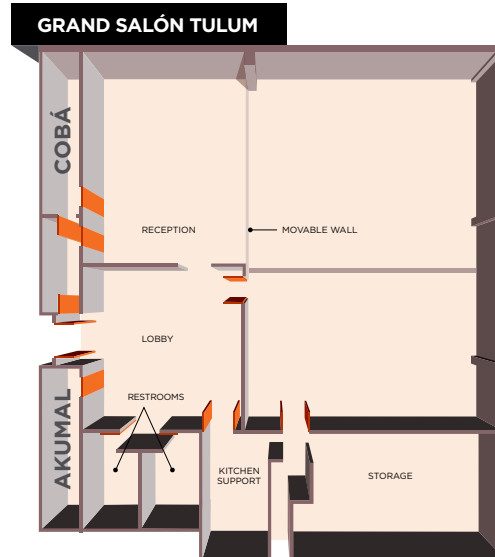 GRAND SALÓN TULUM
COBÁ
RECEPTION
MOVABLE WALL
LOBBY
RESTROOMS
AKUMAL
KITCHEN
SUPPORT
STORAGE